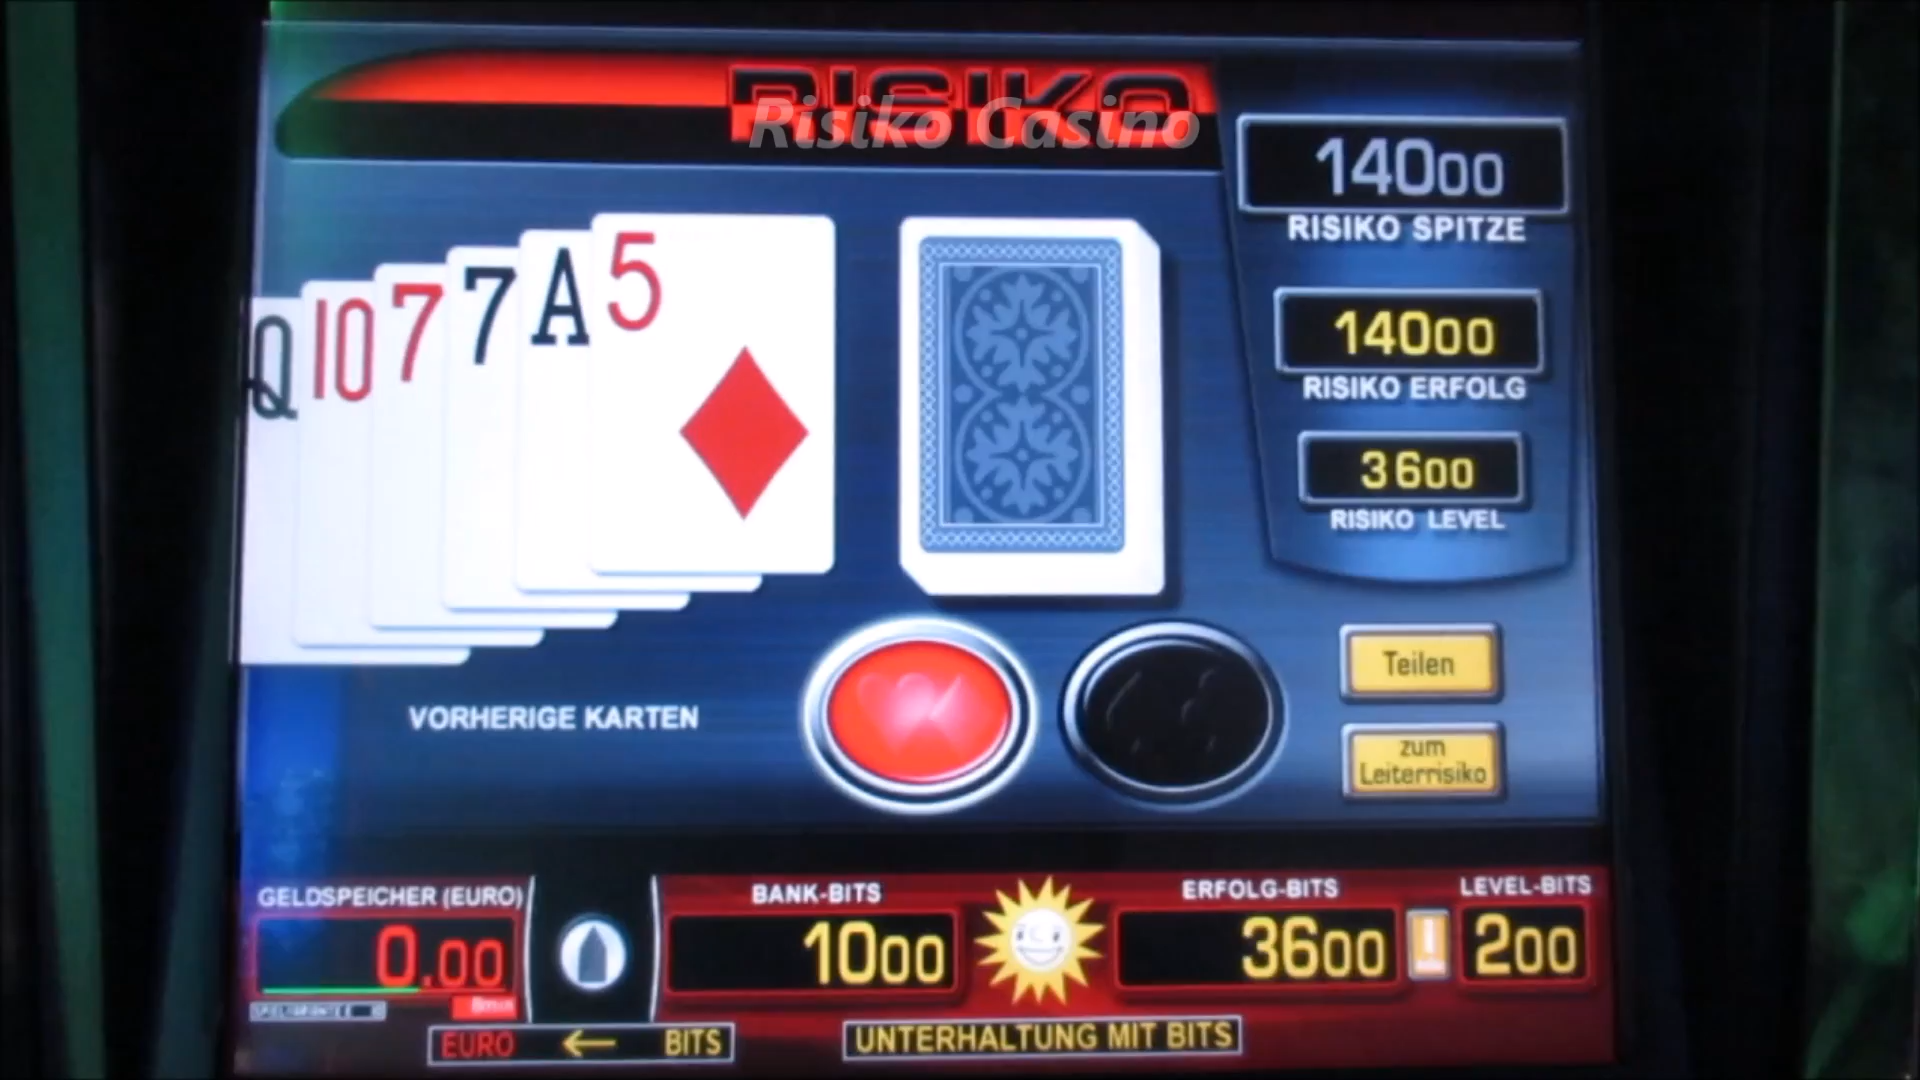 RISIKO
Risiko Casino
14000
RISIKO SPITZE
Q 10 7 7 A 5
14000
RISIKO ERFOLG
3600
RISIKO LEVEL
Teilen
VORHERIGE KARTEN
zum
Leiterrisiko
GELDSPEICHER (EURO)
BANK-BITS
ERFOLG-BITS
LEVEL-BITS
0.00
1000
3600
200
EURO ← BITS
UNTERHALTUNG MIT BITS